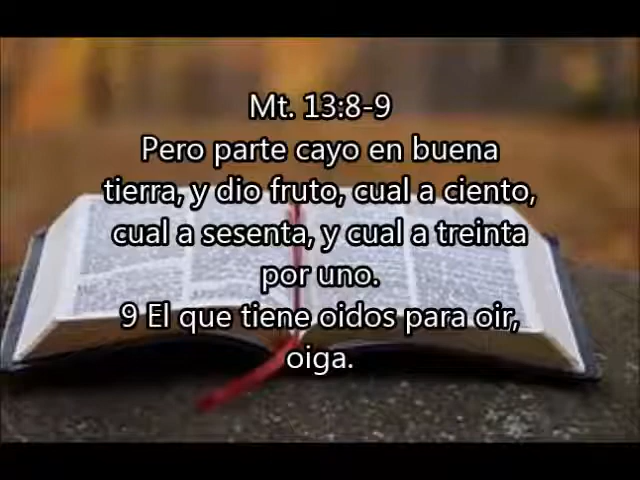 Mt. 13:8-9
Pero parte cayo en buena
tierra, y dio fruto, cual a ciento,
cual a sesenta, y cual a treinta
por uno.
9 El que tiene oidos para oir,
oiga.